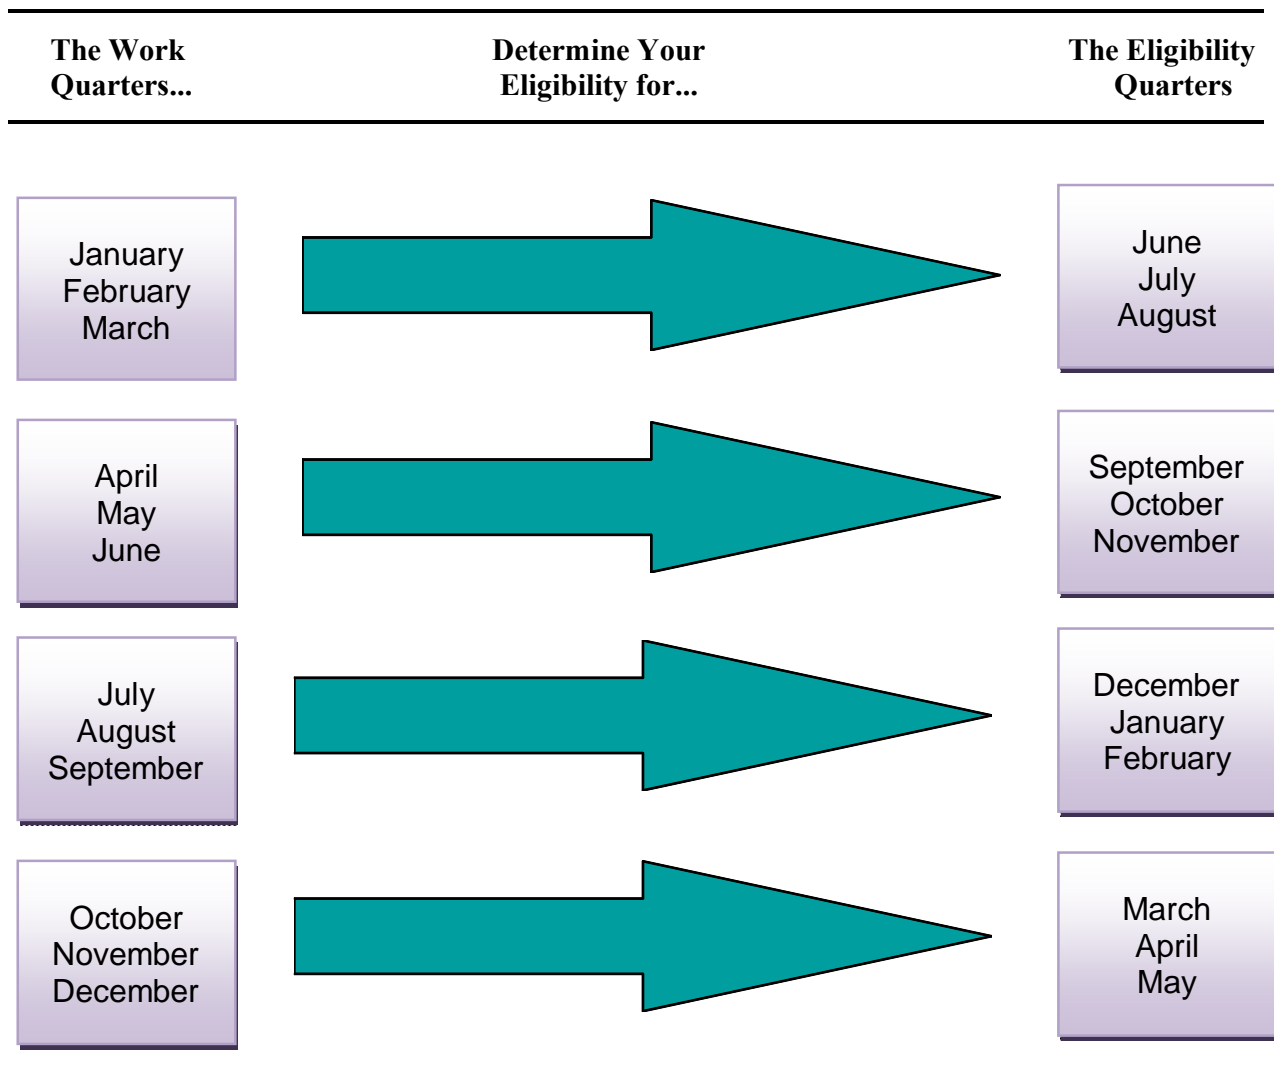 The Work
Quarters...
Determine Your
Eligibility for...
The Eligibility
Quarters
January
February
March
June
July
August
April
May
June
September
October
November
July
August
September
December
January
February
October
November
December
March
April
May